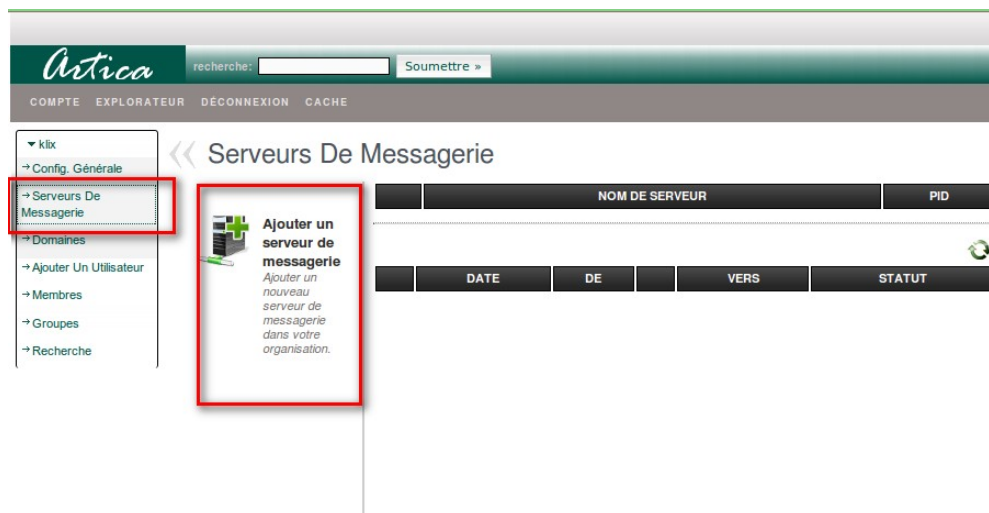 Artica
recherche:
Soumettre »
COMPTE EXPLORATEUR DÉCONNEXION CACHE
klix
Config. Générale
Serveurs De
Messagerie
Domaines
Ajouter Un Utilisateur
Membres
Groupes
Recherche
Serveurs De Messagerie
Ajouter un
serveur de
messagerie
Ajouter un
nouveau
serveur de
messagerie
dans votre
organisation.
NOM DE SERVEUR PID
DATE DE VERS STATUT